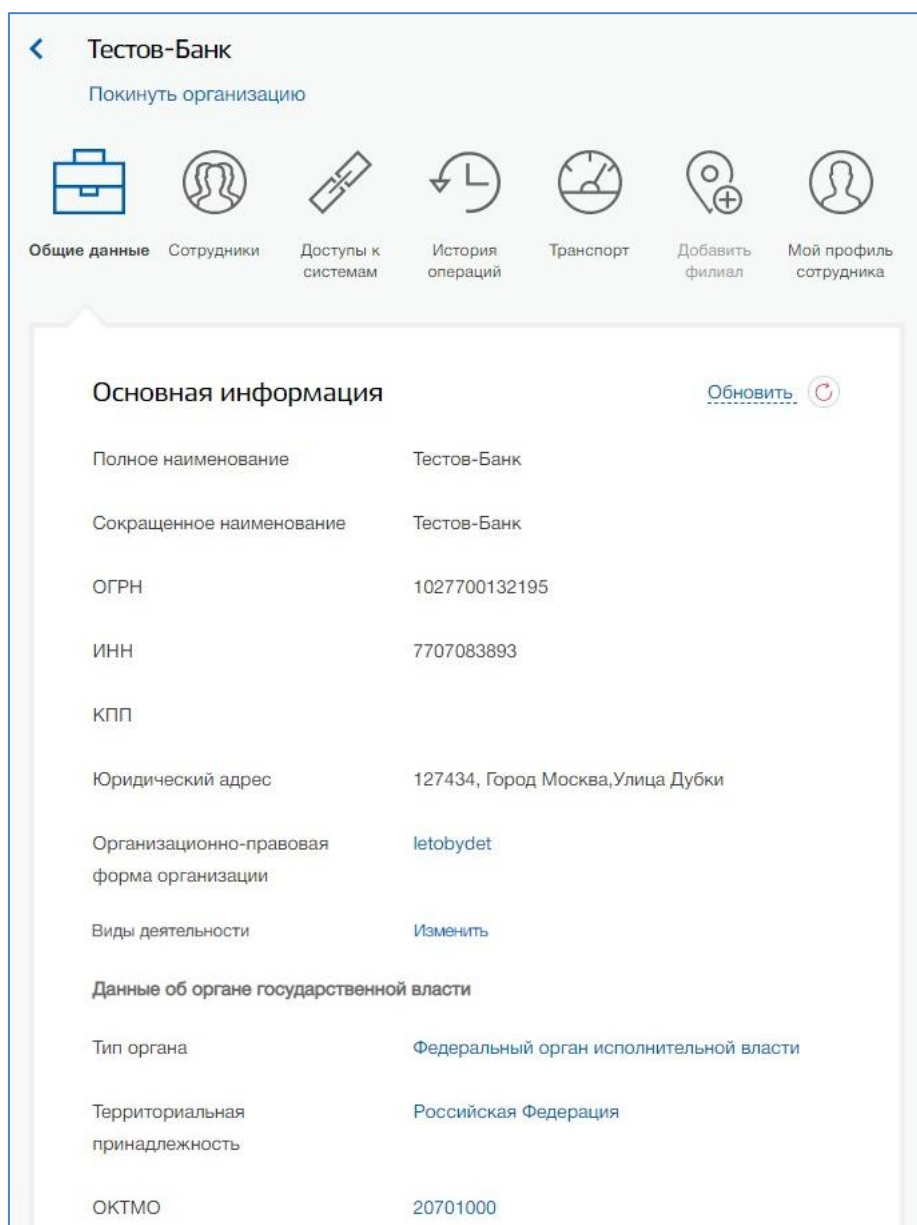 Тестов-Банк
Покинуть организацию
Общие данные
Сотрудники
Доступы к
системам
История
операций
Транспорт
Добавить
филиал
Мой профиль
сотрудника
Основная информация
Обновить
Полное наименование Тестов-Банк
Сокращенное наименование Тестов-Банк
ОГРН 1027700132195
ИНН 7707083893
КПП
Юридический адрес 127434, Город Москва,Улица Дубки
Организационно-правовая letobydet
форма организации
Виды деятельности Изменить
Данные об органе государственной власти
Тип органа Федеральный орган исполнительной власти
Территориальная Российская Федерация
принадлежность
ОКТМО 20701000